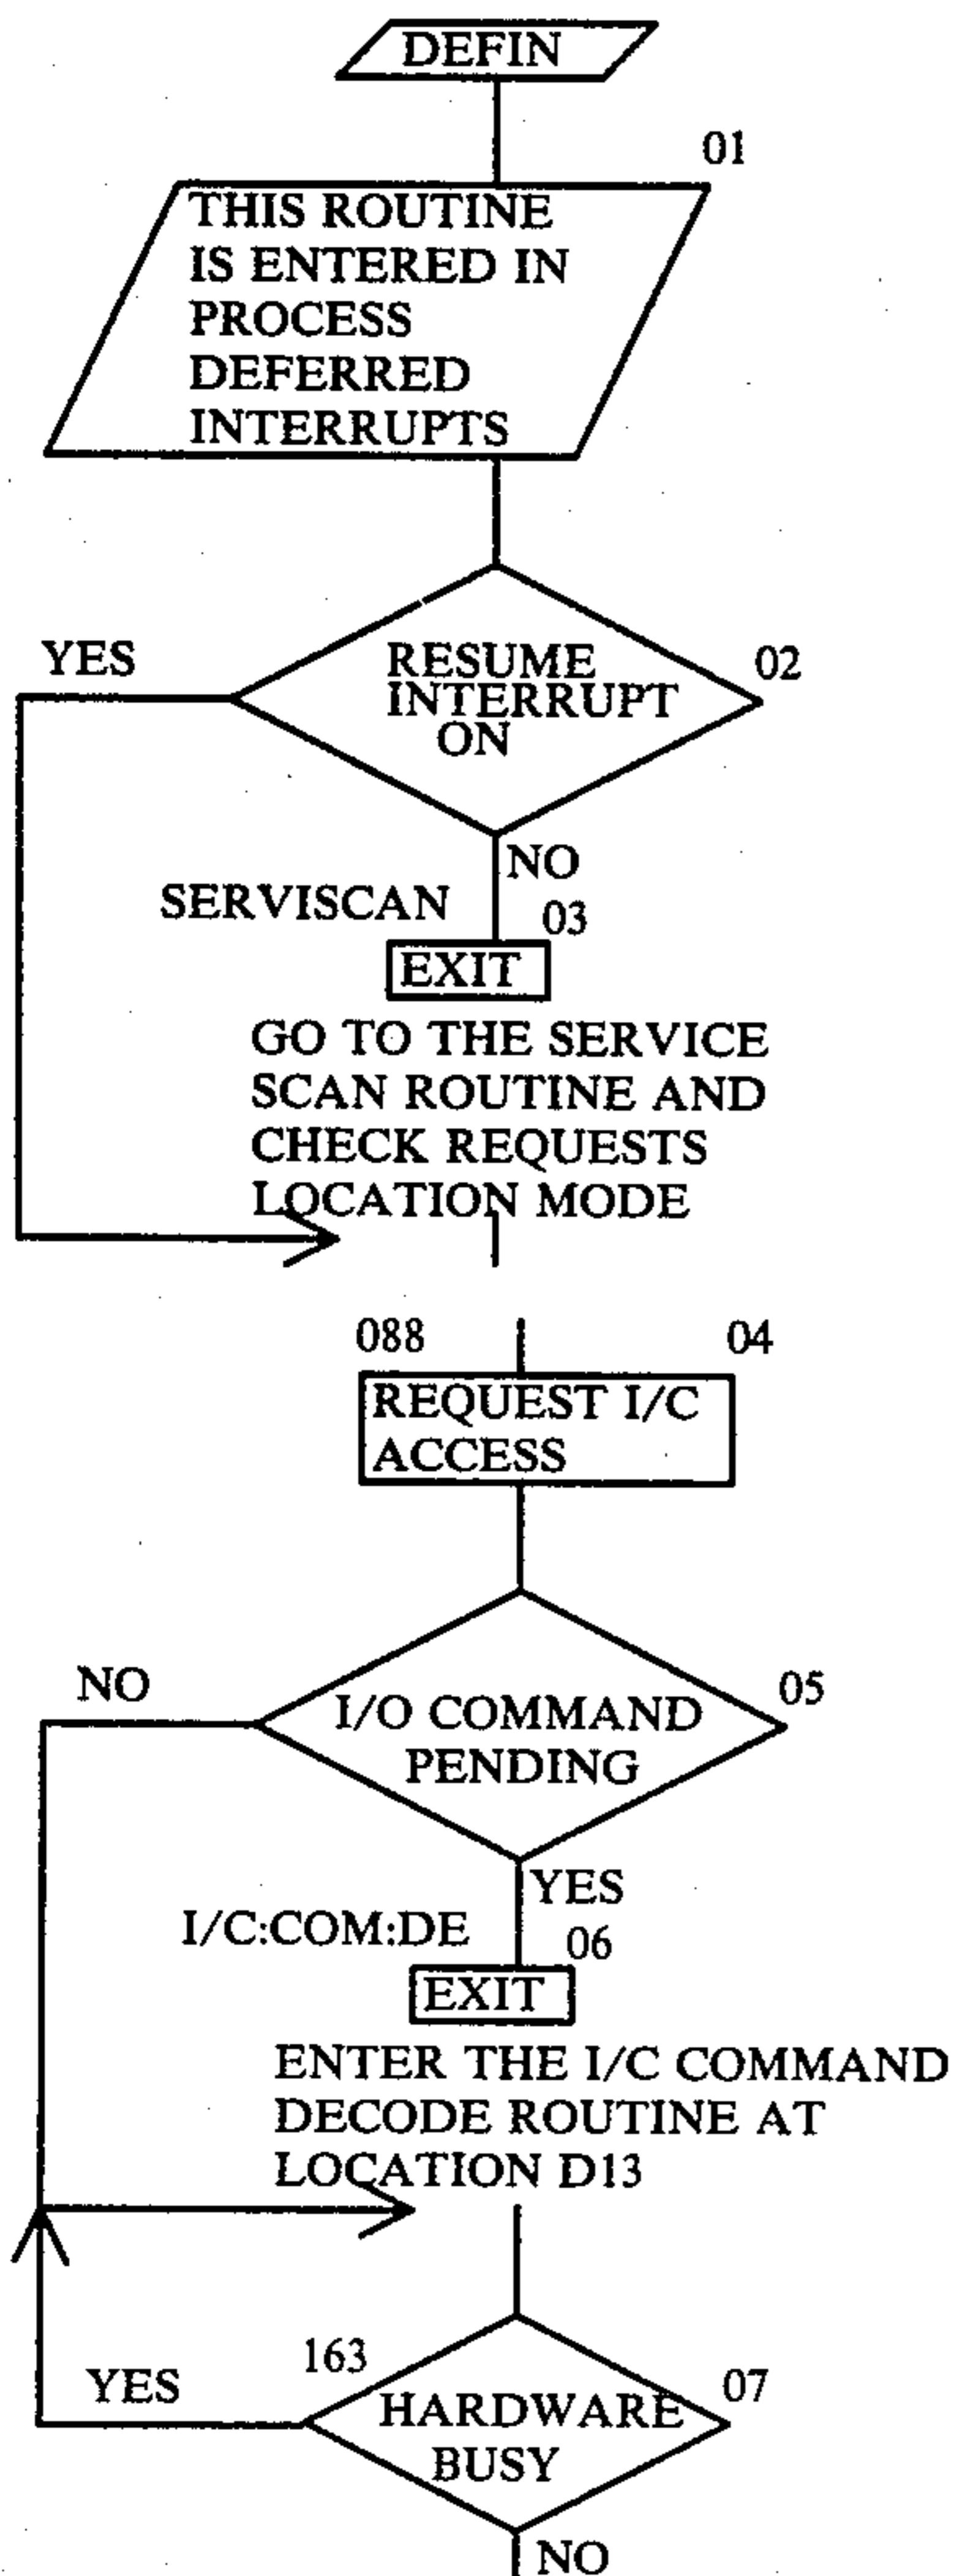 DEFIN
01
THIS ROUTINE
IS ENTERED IN
PROCESS
DEFERRED
INTERRUPTS
YES
RESUME
INTERRUPT
ON
02
NO
SERVISCAN
03
EXIT
GO TO THE SERVICE
SCAN ROUTINE AND
CHECK REQUESTS
LOCATION MODE
088
04
REQUEST I/C
ACCESS
NO
I/O COMMAND
PENDING
05
YES
I/C:COM:DE
06
EXIT
ENTER THE I/C COMMAND
DECODE ROUTINE AT
LOCATION D13
163
YES
HARDWARE
BUSY
07
NO